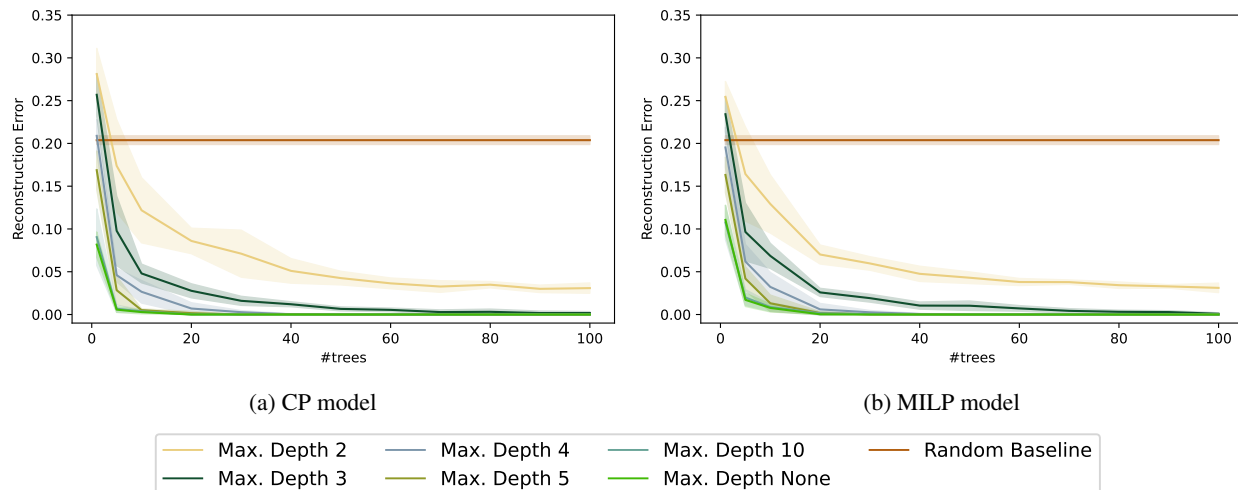 0.35
0.30
0.25
0.20
0.15
0.10
0.05
0.00
Reconstruction Error
0 20 40 60 80 100
#trees
(a) CP model
0.35
0.30
0.25
0.20
0.15
0.10
0.05
0.00
Reconstruction Error
0 20 40 60 80 100
#trees
(b) MILP model
Max. Depth 2 Max. Depth 4 Max. Depth 10 Random Baseline
Max. Depth 3 Max. Depth 5 Max. Depth None